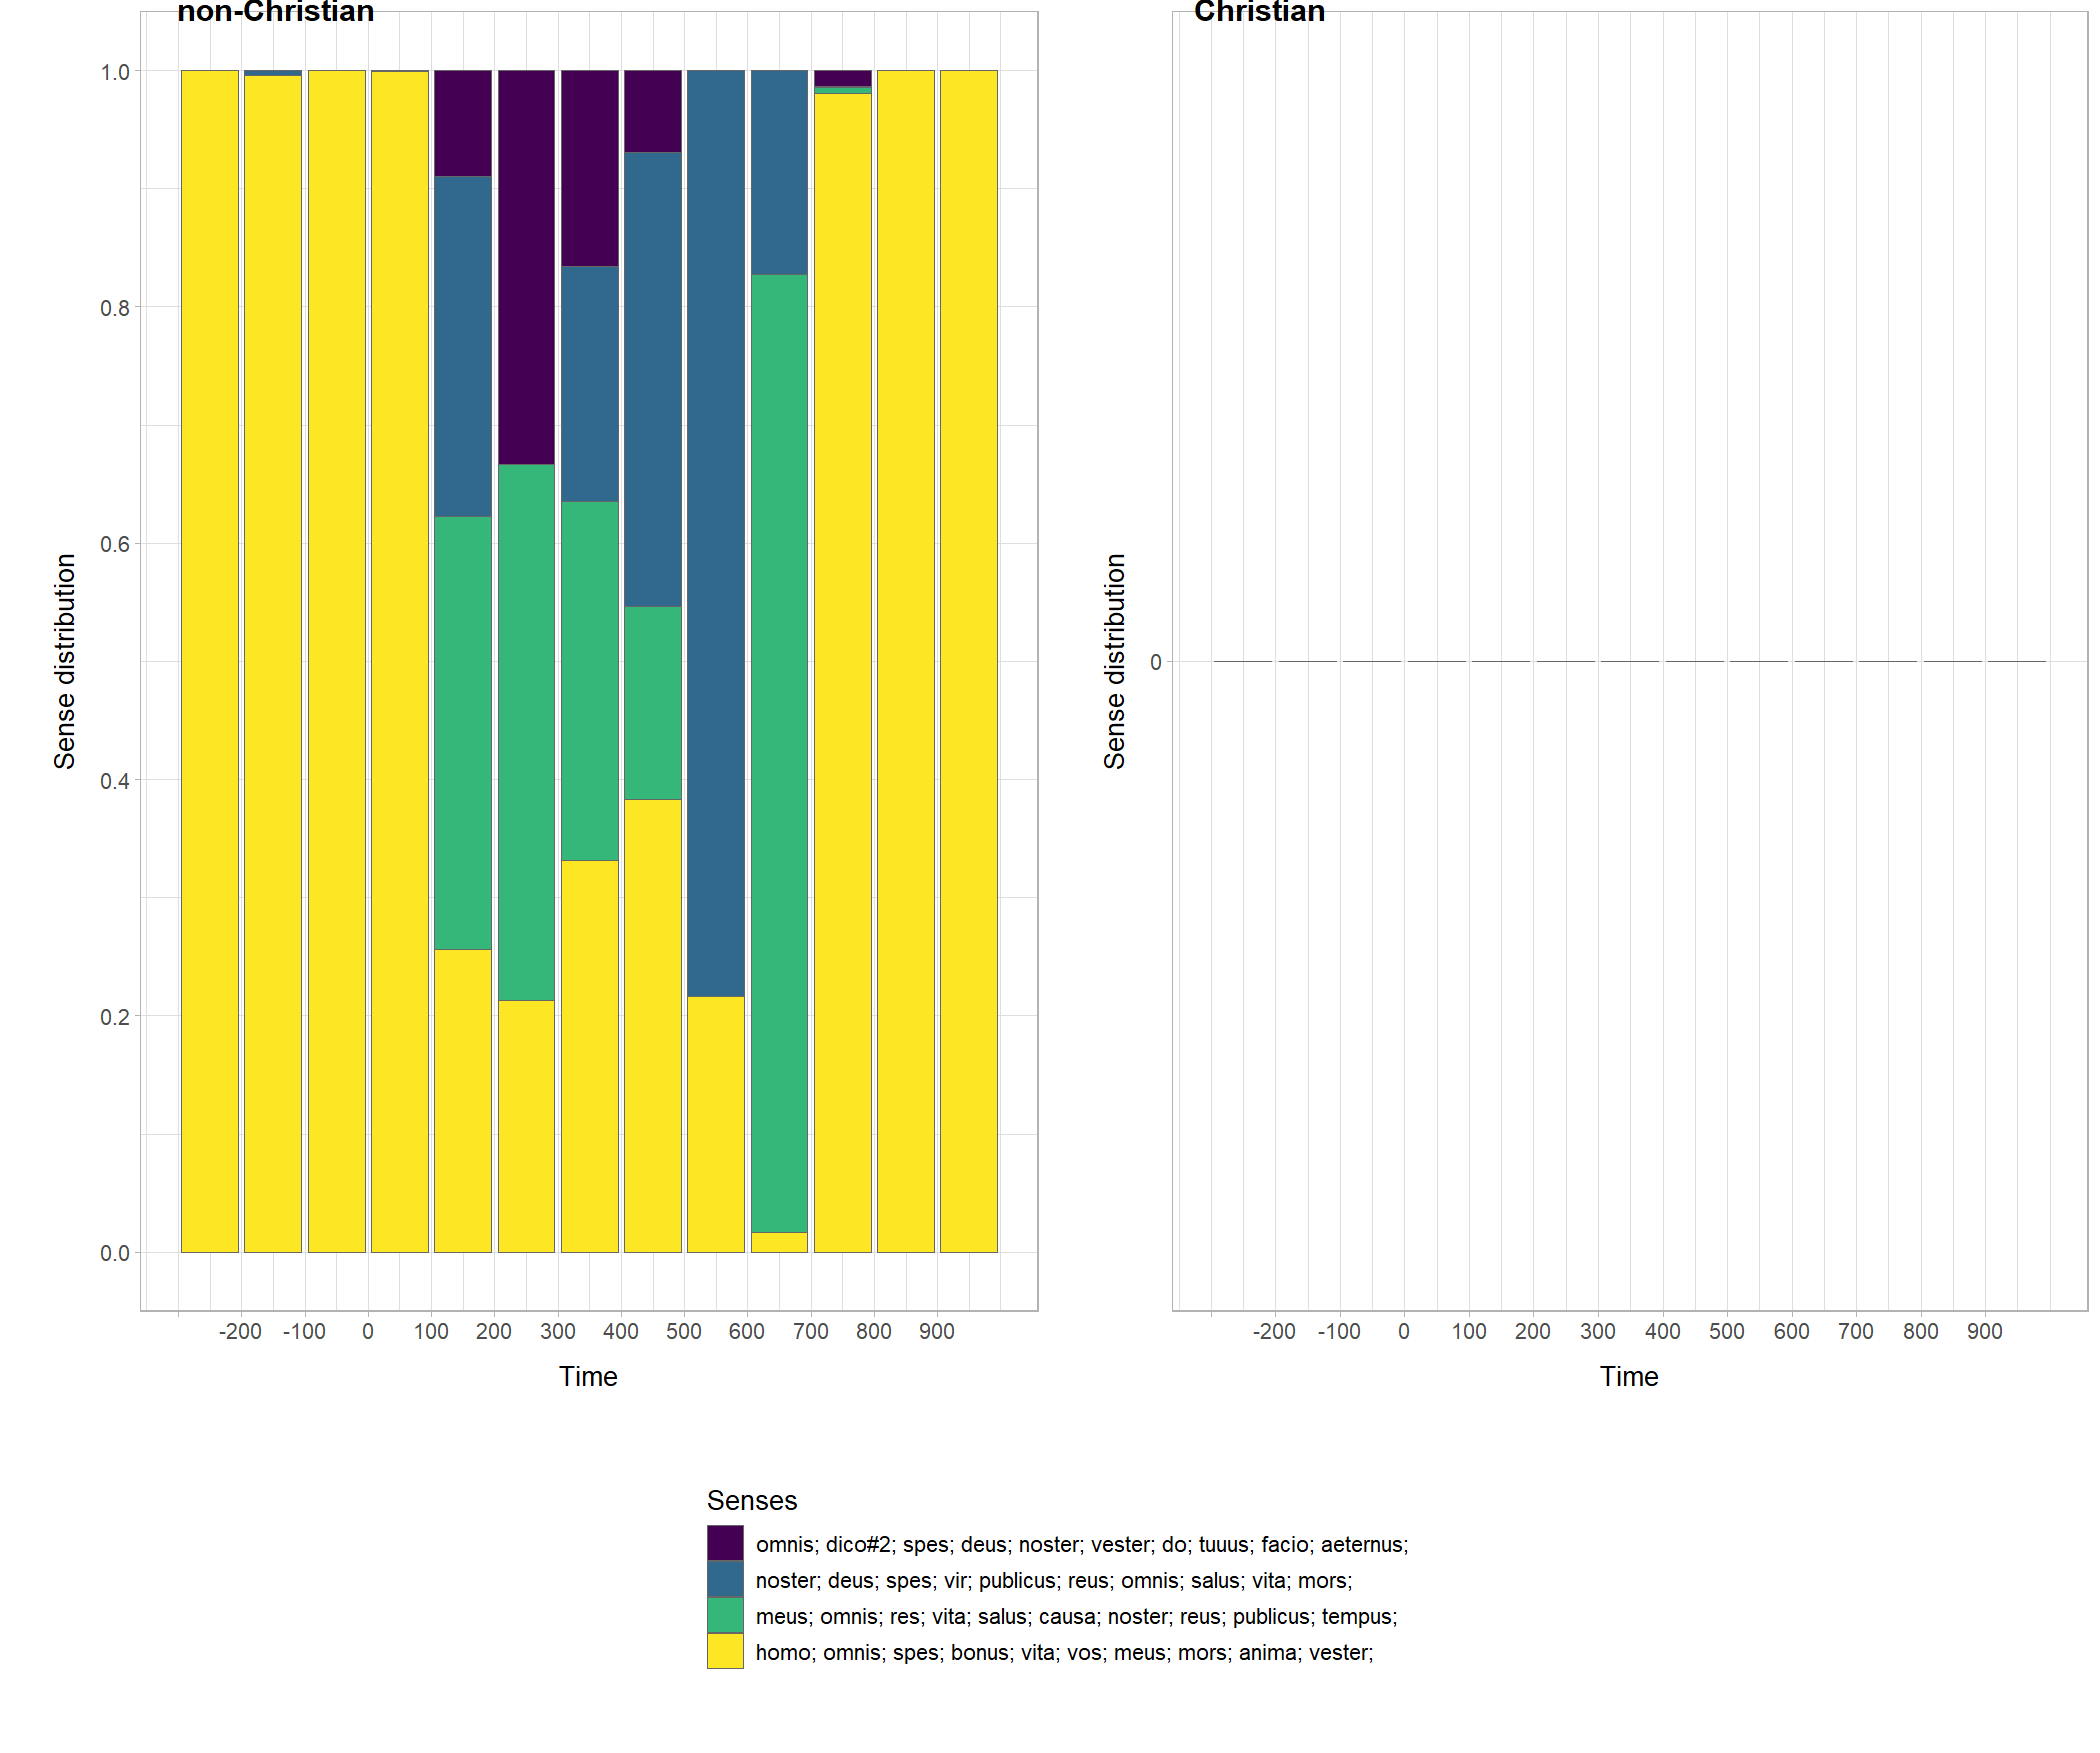 non-Christian
Christian
1.0
0.8
0.6
0.4
0.2
0.0
Sense distribution
-200 -100 0 100 200 300 400 500 600 700 800 900
Time
Sense distribution
0
-200 -100 0 100 200 300 400 500 600 700 800 900
Time
Senses
omnis; dico#2; spes; deus; noster; vester; do; tuus; facio; aeternus;
noster; deus; spes; vir; publicus; reus; omnis; salus; vita; mors;
meus; omnis; res; vita; salus; causa; noster; reus; publicus; tempus;
homo; omnis; spes; bonus; vita; vos; meus; mors; anima; vester;